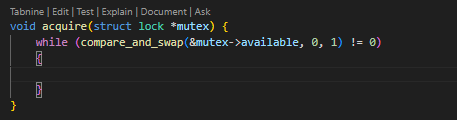 Tabnine | Edit | Test | Explain | Document | Ask
void acquire(struct lock *mutex) {
    while (compare_and_swap(&mutex->available, 0, 1) != 0)
    {
    }
}